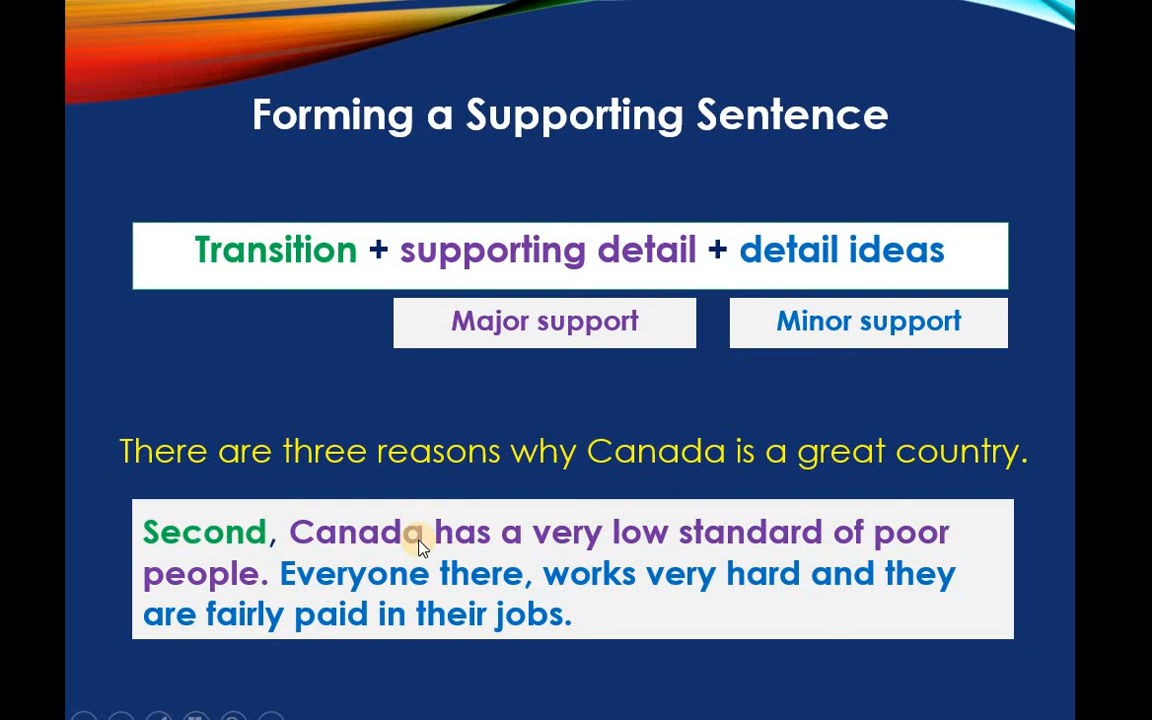 Forming a Supporting Sentence
Transition + supporting detail + detail ideas
Major support
Minor support
There are three reasons why Canada is a great country.
Second, Canada has a very low standard of poor
people. Everyone there, works very hard and they
are fairly paid in their jobs.